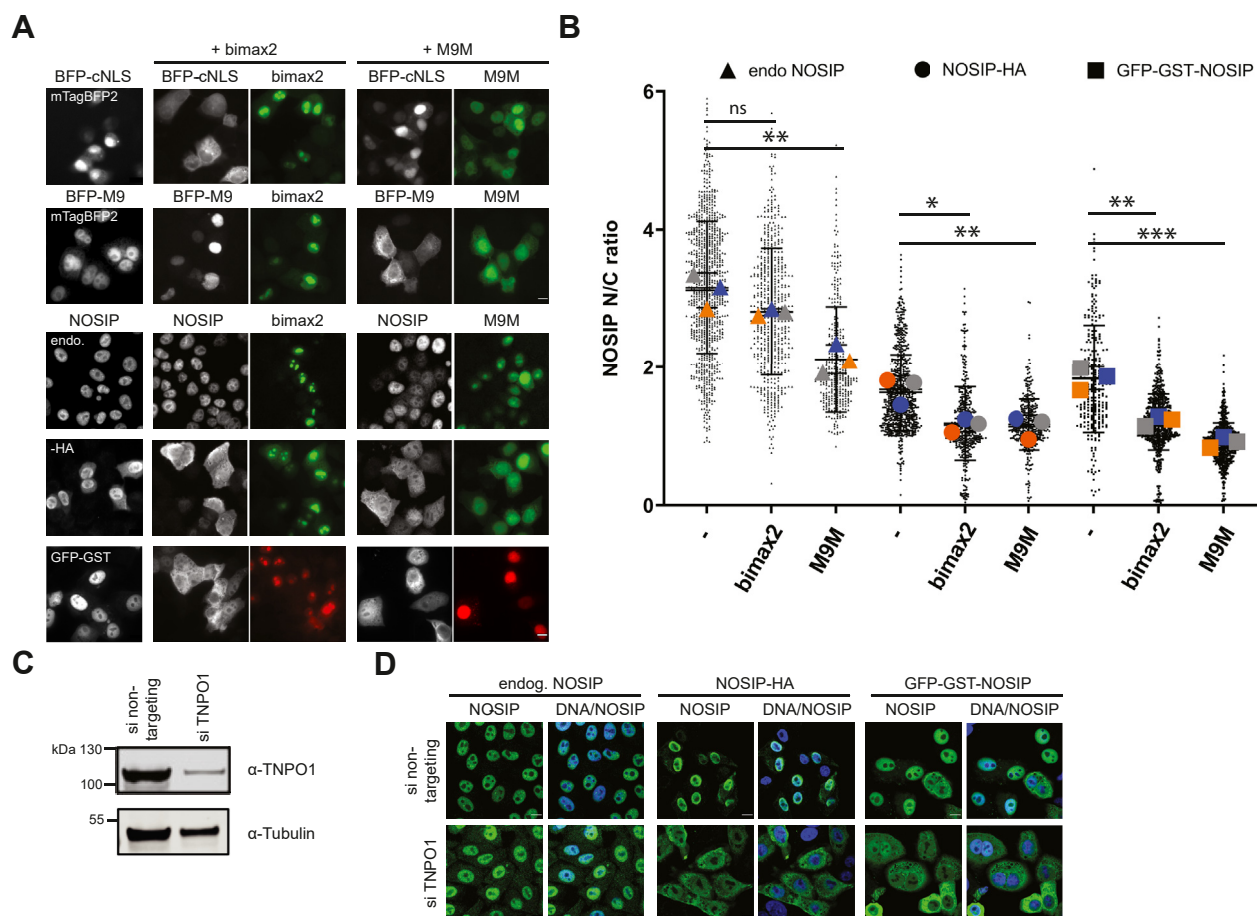 A
+ bimax2
+ M9M
BFP-cNLS
BFP-cNLS
bimax2
BFP-cNLS
M9M
mTagBFP2
BFP-M9
BFP-M9
bimax2
BFP-M9
M9M
mTagBFP2
NOSIP
NOSIP
bimax2
NOSIP
M9M
endo.
-HA
GFP-GST
B
endo NOSIP
NOSIP-HA
GFP-GST-NOSIP
NOSIP N/C ratio
6
4
2
0
ns
**
*
**
**
***
-
bimax2
M9M
-
bimax2
M9M
-
bimax2
M9M
C
si non-
targeting
si TNPO1
kDa 130
100
α-TNPO1
55
α-Tubulin
D
endog. NOSIP
NOSIP-HA
GFP-GST-NOSIP
NOSIP
DNA/NOSIP
NOSIP
DNA/NOSIP
NOSIP
DNA/NOSIP
si non-
targeting
si TNPO1